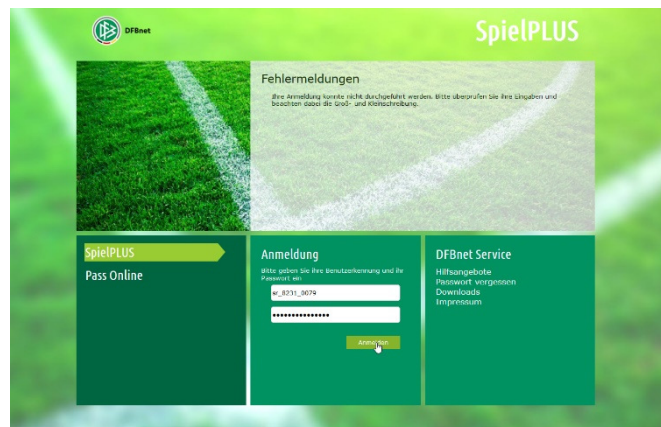 DFBnet
SpielPLUS
Fehlermeldungen
Ihre Anmeldung konnte nicht durchgeführt werden. Bitte überprüfen Sie ihre Eingaben und
beachten dabei die Groß- und Kleinschreibung.
SpielPLUS
Pass Online
Anmeldung
Bitte geben Sie ihre Benutzerkennung und ihr
Passwort ein
sr_8231_0079
Anmelden
DFBnet Service
Hilfsangebote
Passwort vergessen
Downloads
Impressum